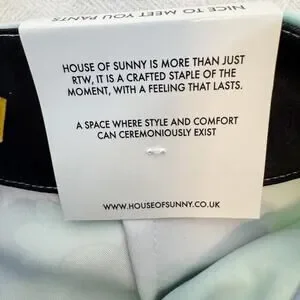 NICE TO MEET YOU PANTS
HOUSE OF SUNNY IS MORE THAN JUST
RTW, IT IS A CRAFTED STAPLE OF THE
MOMENT, WITH A FEELING THAT LASTS.
A SPACE WHERE STYLE AND COMFORT
CAN CEREMONIOUSLY EXIST
WWW.HOUSEOFSUNNY.CO.UK